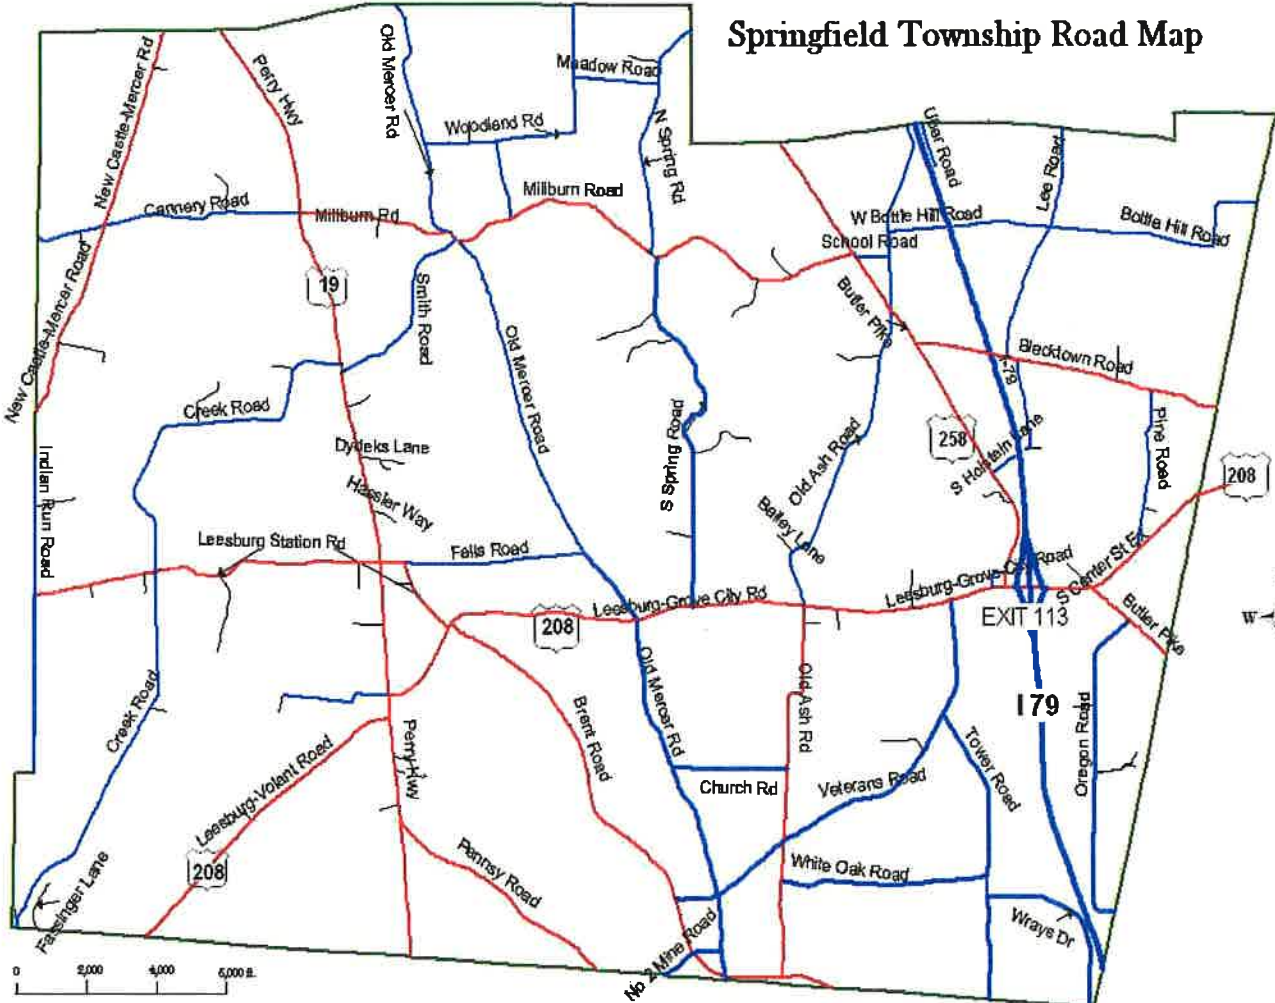 Springfield Township Road Map
New Castle-Mercer Rd
Perry Hwy
Old Mercer Rd
Meadow Road
Woodland Rd
N Spring Rd
Uber Road
Lee Road
Cannery Road
Millburn Rd
Millburn Road
W Bottle Hill Road
Bottle Hill Road
School Road
New Castle-Mercer Road
19
Smith Road
Butler Pike
Old Mercer Road
Blacktown Road
I-79
Creek Road
S Spring Road
Old Ash Road
258
S Holstein Lane
Pine Road
Dydeks Lane
208
Indian Run Road
Hassler Way
Bailey Lane
Leesburg Station Rd
Falls Road
Leesburg-Grove City Road
S Center St Ex
Leesburg-Grove City Rd
208
EXIT 113
Butler Pike
W
Creek Road
Old Mercer Rd
Old Ash Rd
I 79
Brent Road
Perry Hwy
Oregon Road
Tower Road
Leesburg-Volant Road
Church Rd
Veterans Road
208
Pennsy Road
White Oak Road
Fassinger Lane
Wrays Dr
No 2 Mine Road
0 2,000 4,000 6,000 ft.